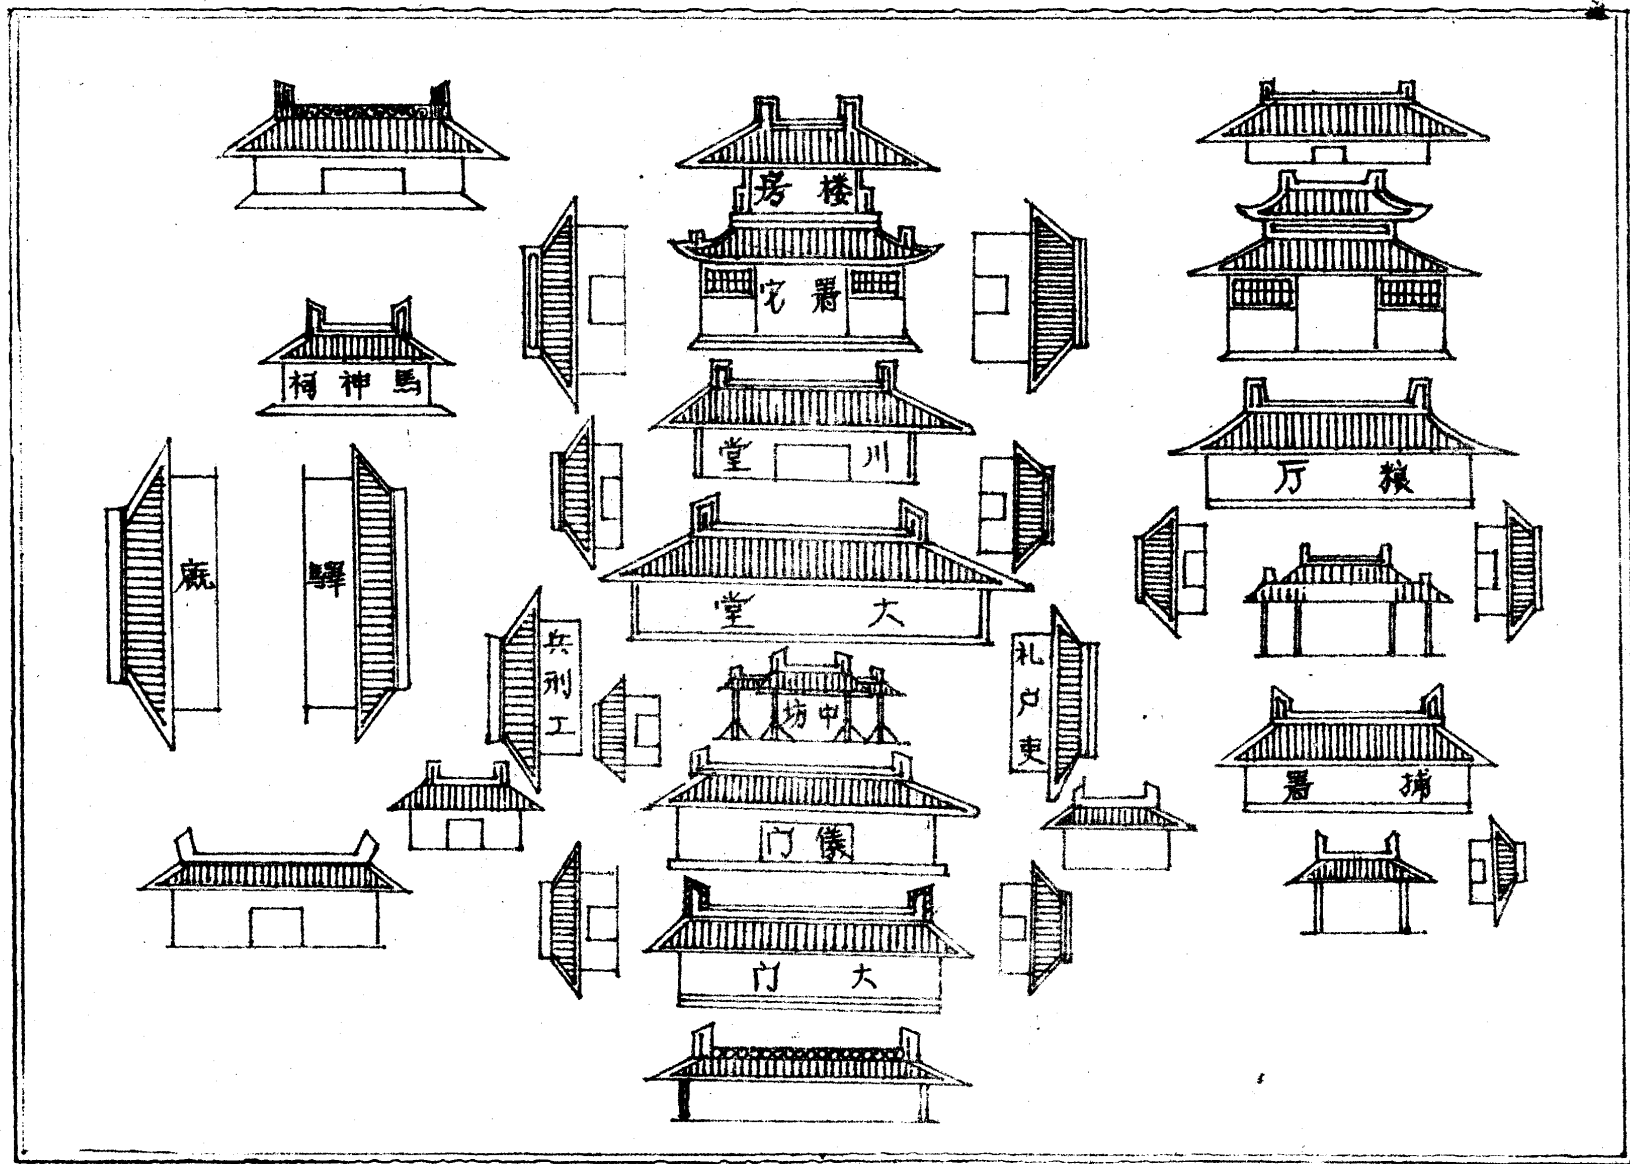 楼房
署宅
川堂
大堂
中坊
儀门
大门
粮厅
捕署
礼户吏
兵刑工
馬神祠
驛廐